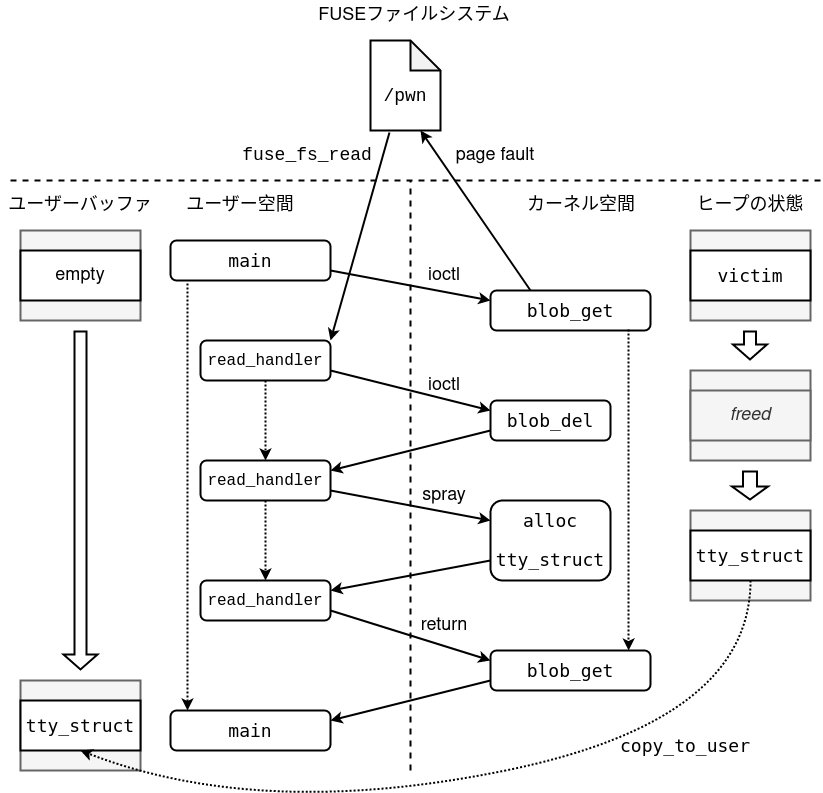 FUSEファイルシステム
/pwn
fuse_fs_read
page fault
ユーザーバッファ
ユーザー空間
カーネル空間
ヒープの状態
empty
main
ioctl
blob_get
victim
read_handler
ioctl
blob_del
freed
read_handler
spray
alloc
tty_struct
tty_struct
read_handler
return
blob_get
tty_struct
main
copy_to_user